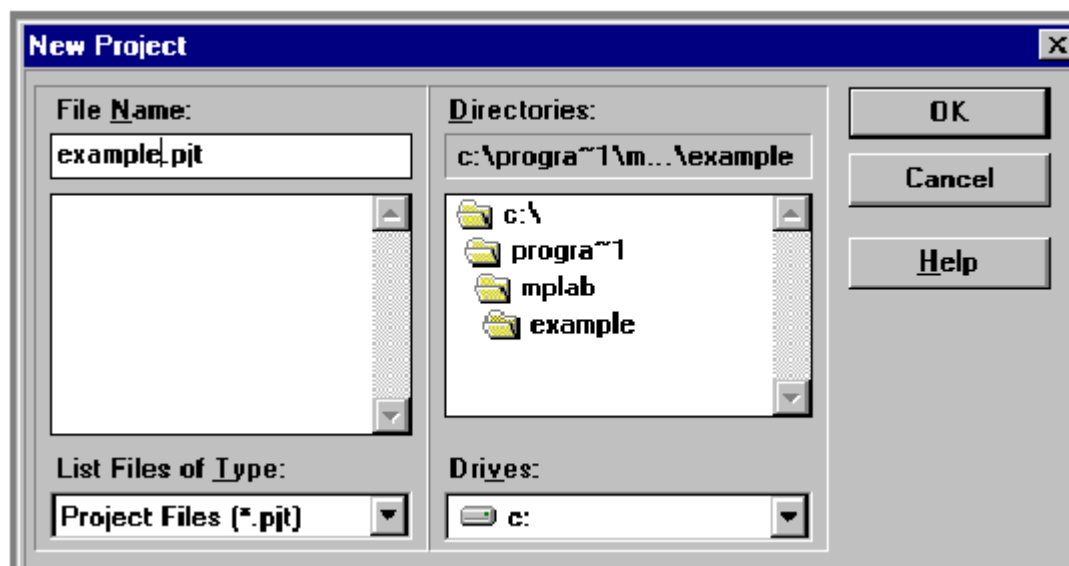 New Project
File Name:
example.pjt
List Files of Type:
Project Files (*.pjt)
Directories:
c:\progra~1\m...\example
c:\
progra~1
mplab
example
Drives:
c:
OK
Cancel
Help